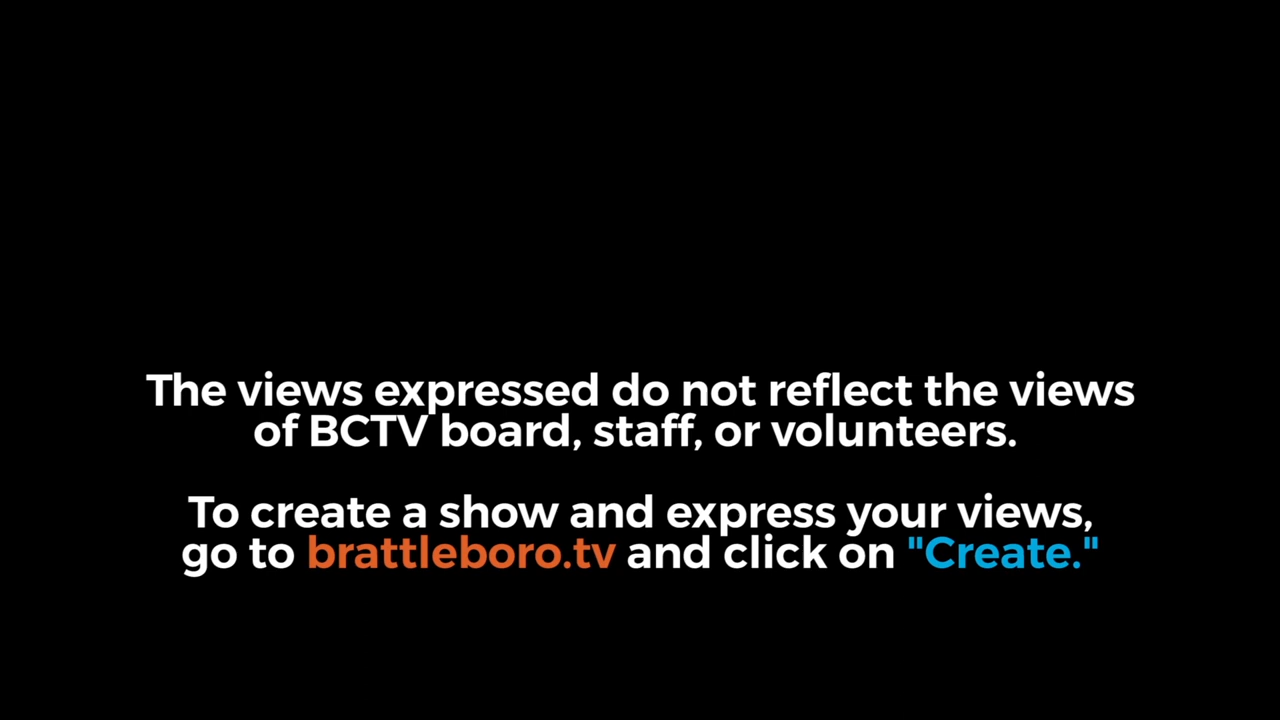 The views expressed do not reflect the views
of BCTV board, staff, or volunteers.
To create a show and express your views,
go to brattleboro.tv and click on "Create."